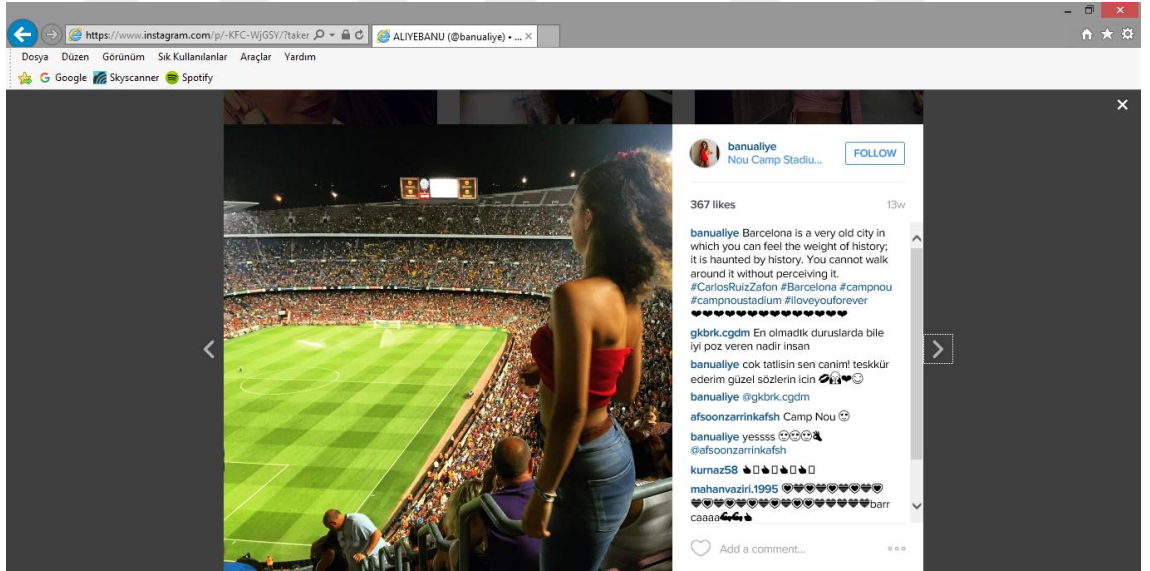 https://www.instagram.com/p/-KFC-WjGSY/?taker
ALIYEBANU (@banualiye) • ...
Dosya Düzen Görünüm Sık Kullanılanlar Araçlar Yardım
Google Skyscanner Spotify
banualiye
Nou Camp Stadiu...
FOLLOW
367 likes
13w
banualiye Barcelona is a very old city in
which you can feel the weight of history;
it is haunted by history. You cannot walk
around it without perceiving it.
#CarlosRuizZafon #Barcelona #campnou
#campnoustadium #iloveyouforever
♥♥♥♥♥♥♥♥♥♥♥♥♥♥
gkbrk.cgdm En olmadık duruslarda bile
iyi poz veren nadir insan
banualiye cok tatlisin sen canim! teskkür
ederim güzel sözlerin icin
banualiye @gkbrk.cgdm
afsoonzarrinkafsh Camp Nou
banualiye yessss
@afsoonzarrinkafsh
kurnaz58
mahanvaziri.1995
barr
caaaa
Add a comment...